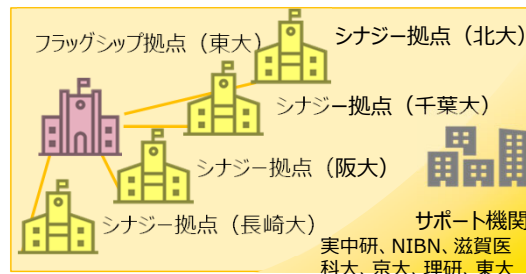 フラッグシップ拠点（東大）
シナジー拠点（北大）
シナジー拠点（千葉大）
シナジー拠点（阪大）
シナジー拠点（長崎大）
サポート機関
実中研、NIBN、滋賀医
科大、京大、理研、東大